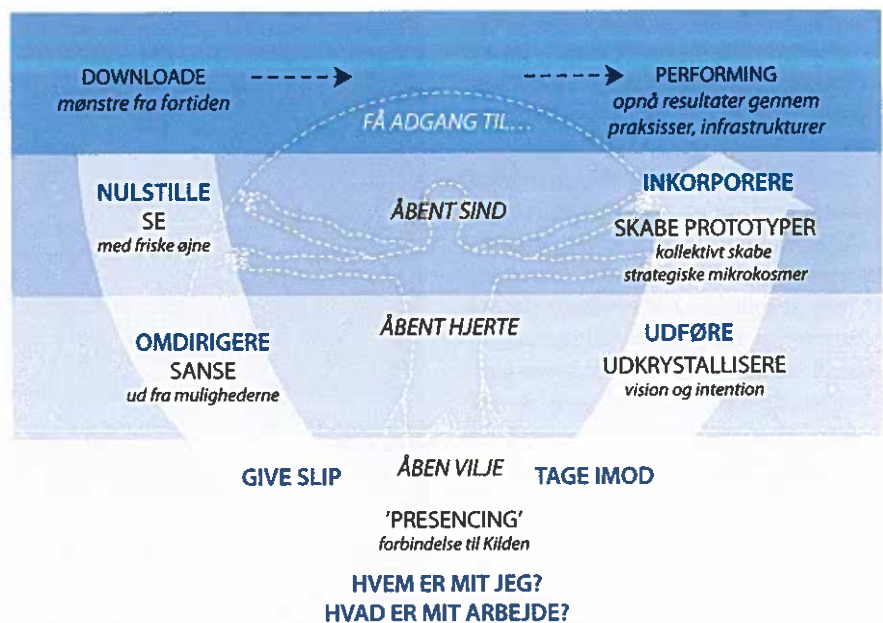 DOWNLOADE
mønstre fra fortiden
FÅ ADGANG TIL...
PERFORMING
opnå resultater gennem
praksisser, infrastrukturer
NULSTILLE
SE
med friske øjne
ÅBENT SIND
INKORPORERE
SKABE PROTOTYPER
kollektivt skabe
strategiske mikrokosmer
OMDIRIGERE
SANSE
ud fra mulighederne
ÅBENT HJERTE
UDFØRE
UDKRYSTALLISERE
vision og intention
GIVE SLIP
ÅBEN VILJE
TAGE IMOD
'PRESENCING'
forbindelse til Kilden
HVEM ER MIT JEG?
HVAD ER MIT ARBEJDE?